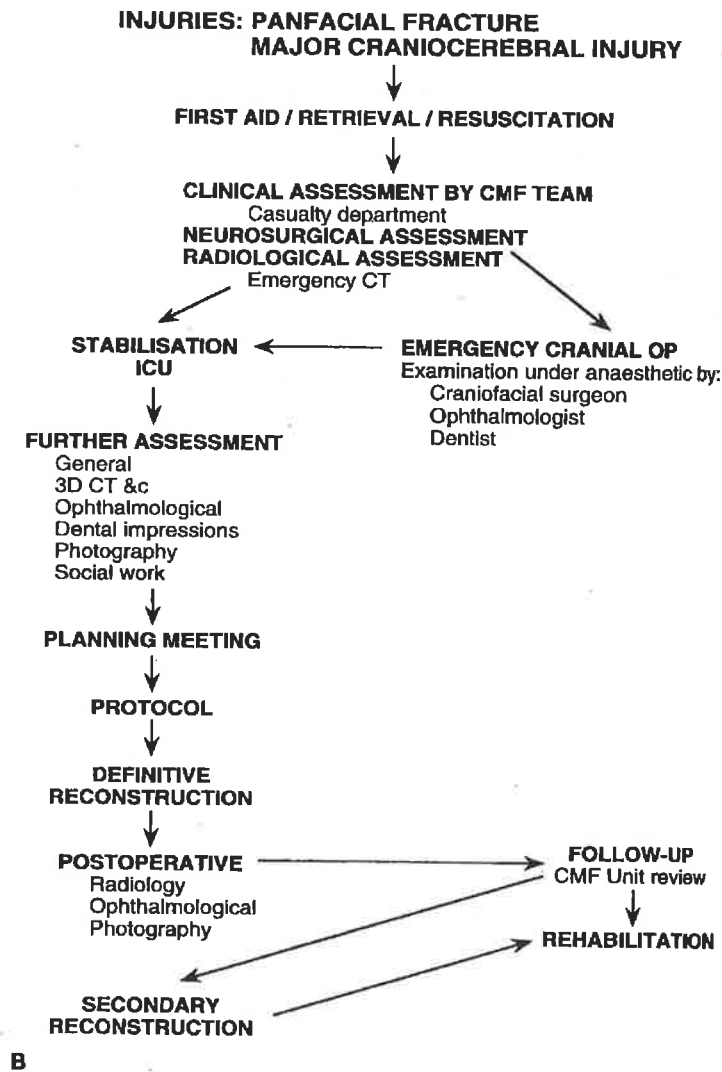 INJURIES: PANFACIAL FRACTURE
MAJOR CRANIOCEREBRAL INJURY
FIRST AID / RETRIEVAL / RESUSCITATION
CLINICAL ASSESSMENT BY CMF TEAM
Casualty department
NEUROSURGICAL ASSESSMENT
RADIOLOGICAL ASSESSMENT
Emergency CT
STABILISATION
ICU
EMERGENCY CRANIAL OP
Examination under anaesthetic by:
Craniofacial surgeon
Ophthalmologist
Dentist
FURTHER ASSESSMENT
General
3D CT &c
Ophthalmological
Dental impressions
Photography
Social work
PLANNING MEETING
PROTOCOL
DEFINITIVE
RECONSTRUCTION
POSTOPERATIVE
Radiology
Ophthalmological
Photography
FOLLOW-UP
CMF Unit review
REHABILITATION
SECONDARY
RECONSTRUCTION
B